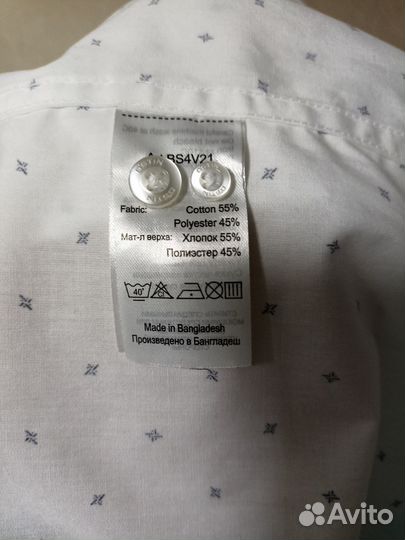 BS4V21
Fabric: Cotton 55%
Polyester 45%
Мат-л верха: Хлопок 55%
Полиэстер 45%
40°
Made in Bangladesh
Произведено в Бангладеш
Avito